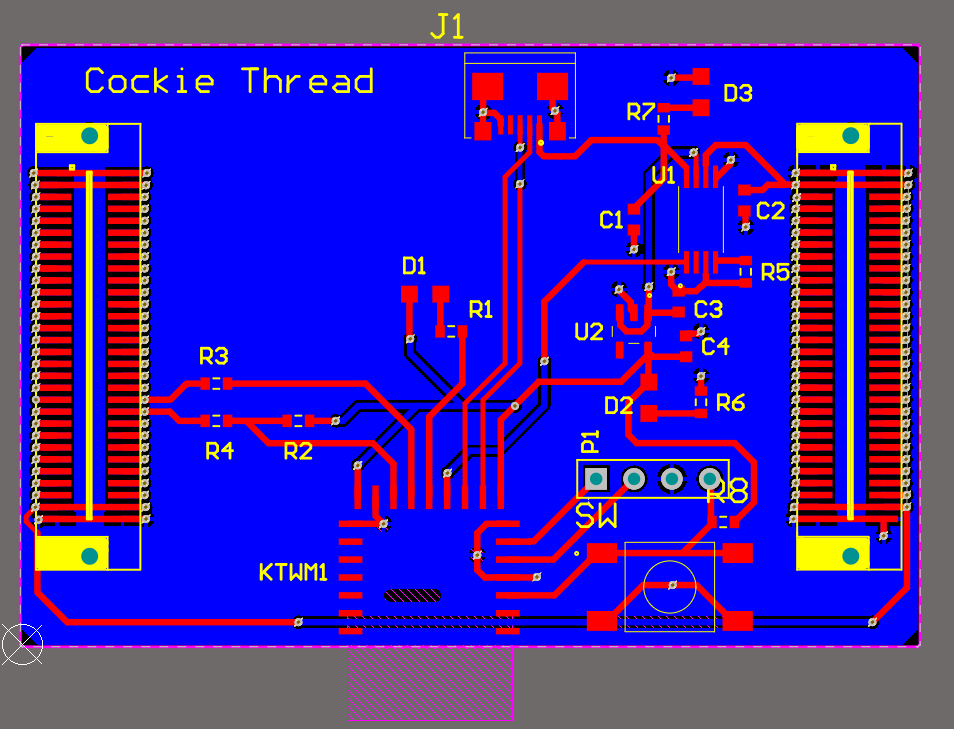 J1
Cockie Thread
D3
R7
U1
C1
C2
D1
R5
R1
C3
U2
C4
R3
D2
R6
R4
R2
P1
R8
SW
KTWM1